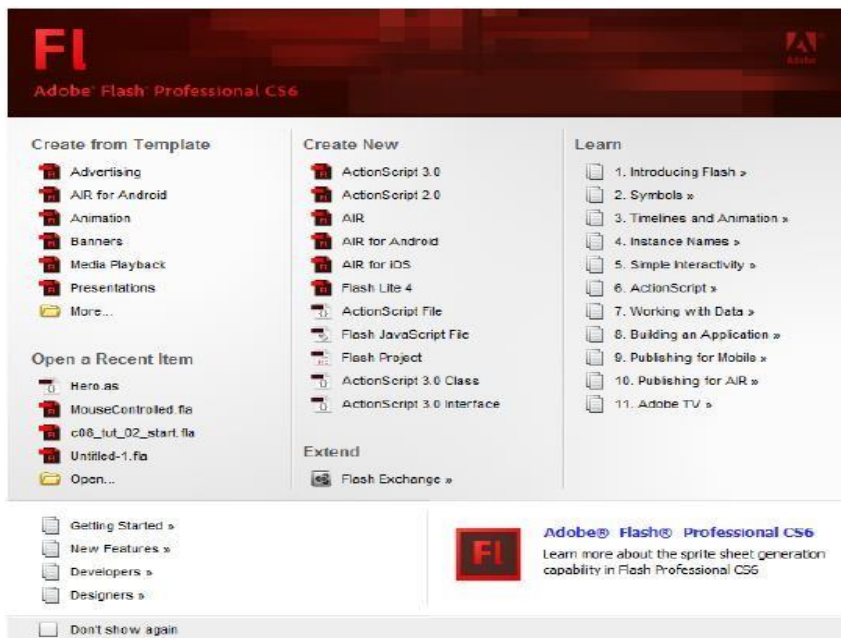 Fl
Adobe
Adobe® Flash® Professional CS6
Create from Template
Advertising
AIR for Android
Animation
Banners
Media Playback
Presentations
More...
Open a Recent Item
Hero.as
MouseControlled.fla
c06_tut_02_start.fla
Untitled-1.fla
Open...
Create New
ActionScript 3.0
ActionScript 2.0
AIR
AIR for Android
AIR for iOS
Flash Lite 4
ActionScript File
Flash JavaScript File
Flash Project
ActionScript 3.0 Class
ActionScript 3.0 Interface
Extend
Flash Exchange »
Learn
1. Introducing Flash »
2. Symbols »
3. Timelines and Animation »
4. Instance Names »
5. Simple Interactivity »
6. ActionScript »
7. Working with Data »
8. Building an Application »
9. Publishing for Mobile »
10. Publishing for AIR »
11. Adobe TV »
Getting Started »
New Features »
Developers »
Designers »
Fl
Adobe® Flash® Professional CS6
Learn more about the sprite sheet generation
capability in Flash Professional CS6
Don't show again